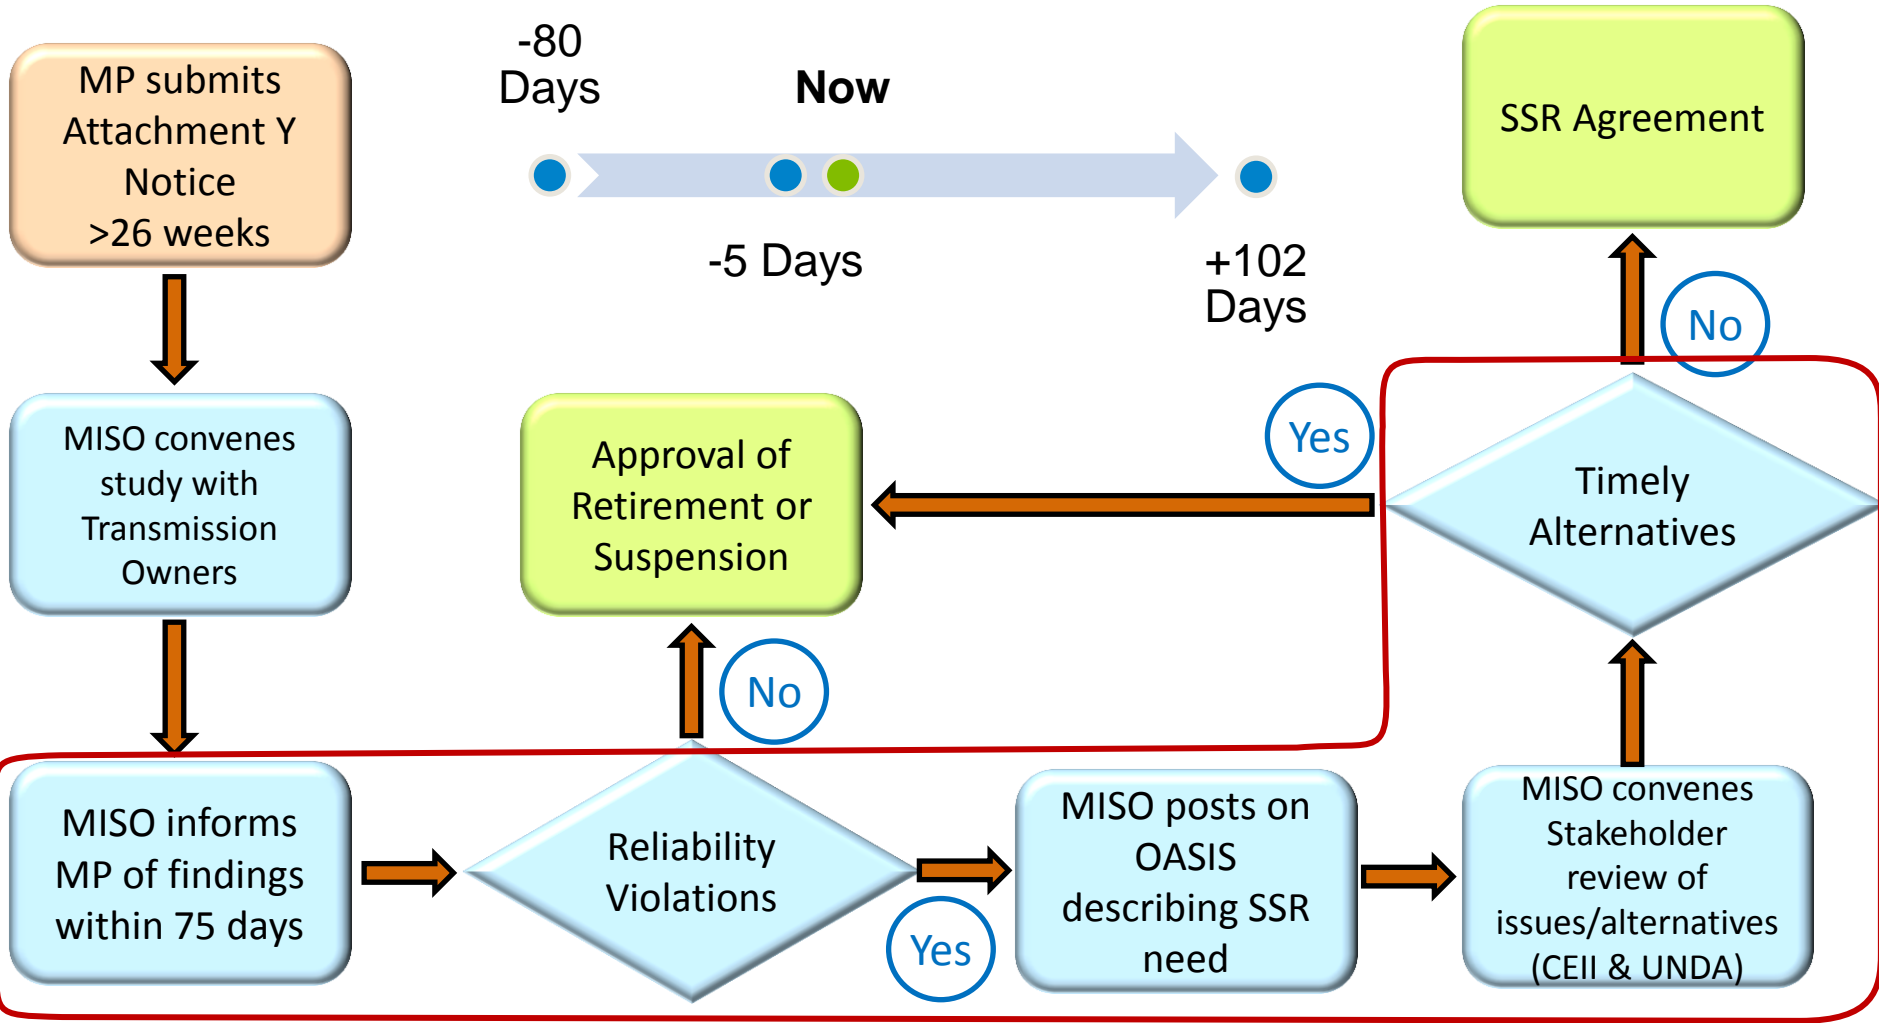 MP submits
Attachment Y
Notice
>26 weeks
-80
Days
Now
-5 Days
+102
Days
SSR Agreement
No
MISO convenes
study with
Transmission
Owners
Approval of
Retirement or
Suspension
Yes
Timely
Alternatives
No
MISO informs
MP of findings
within 75 days
Reliability
Violations
Yes
MISO posts on
OASIS
describing SSR
need
MISO convenes
Stakeholder
review of
issues/alternatives
(CEII & UNDA)